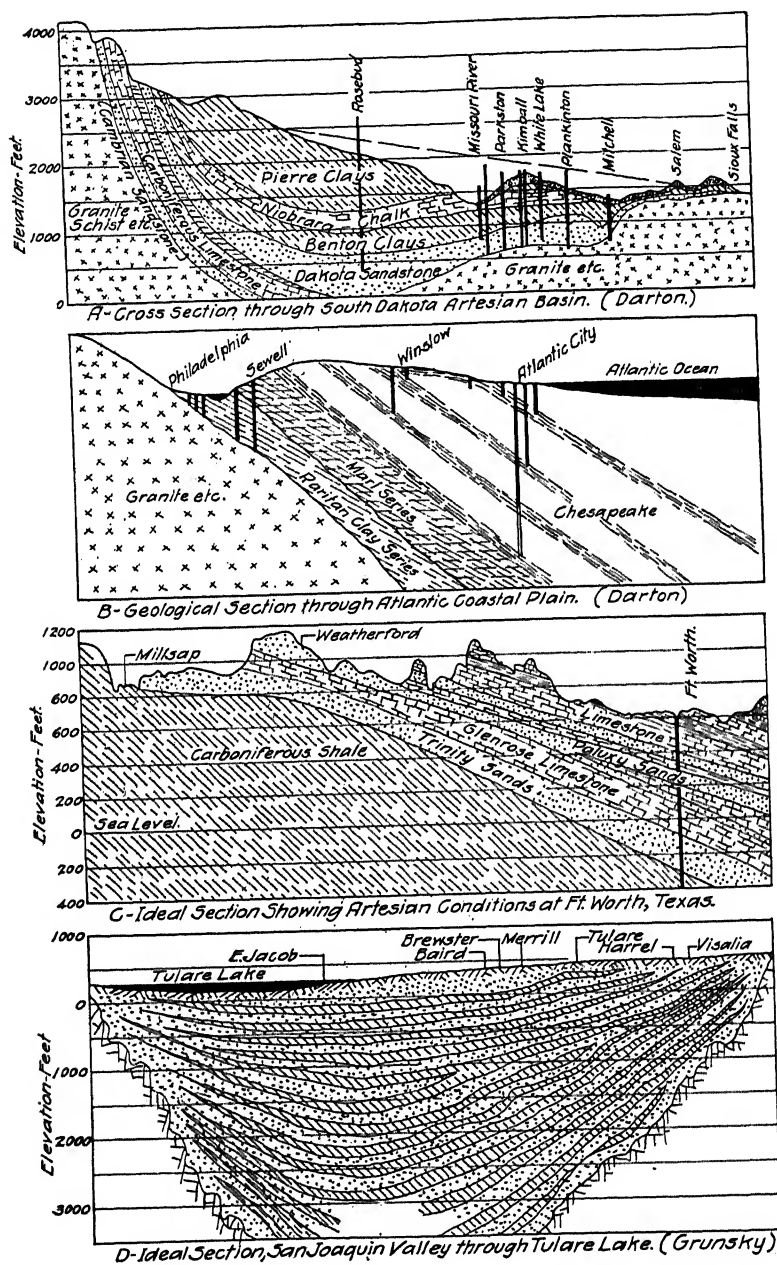 4000
3000
2000
1000
0
Elevation-Feet.
Rosebud
Missouri River
Parkston
Kimball
White Lake
Plankinton
Mitchell
Salem
Sioux Falls
Pierre Clays
Niobrara Chalk
Benton Clays
Dakota Sandstone
Carboniferous Limestone
Cambrian Sandstone
Granite
Schist etc.
Granite etc.
A-Cross Section through South Dakota Artesian Basin. (Darton.)
Philadelphia
Sewell
Winslow
Atlantic City
Atlantic Ocean
Granite etc.
Marl Series
Raritan Clay Series
Chesapeake
B-Geological Section through Atlantic Coastal Plain. (Darton)
1200
1000
800
600
400
200
0
200
400
Elevation-Feet.
Millsap
Weatherford
Ft. Worth.
Limestone
Paluxy Sands
Glenrose Limestone
Trinity Sands
Carboniferous Shale
Sea Level.
C-Ideal Section Showing Artesian Conditions at Ft. Worth, Texas.
1000
0
1000
2000
3000
Elevation-Feet
Tulare Lake
E. Jacob
Brewster
Baird
Merrill
Tulare
Harrel
Visalia
D-Ideal Section, San Joaquin Valley through Tulare Lake. (Grunsky)